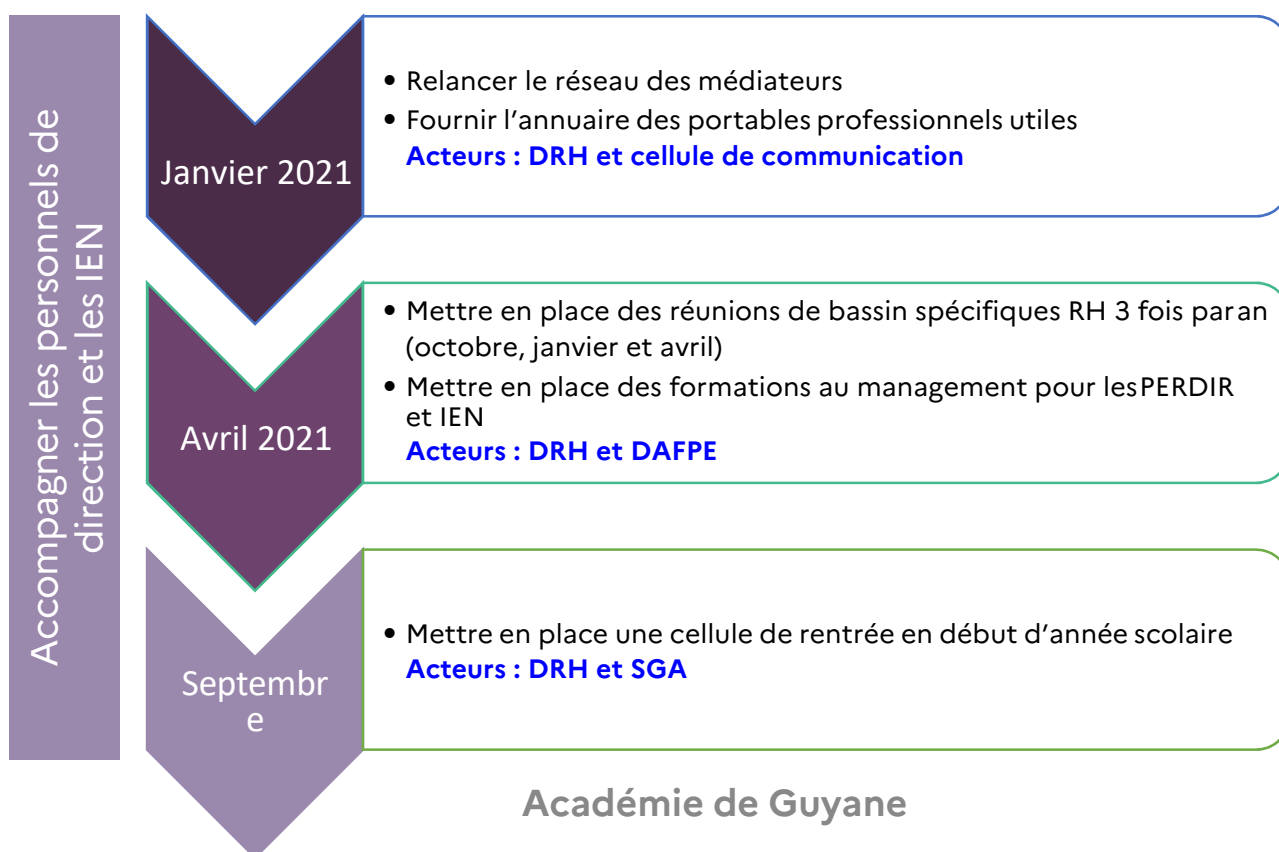 Accompagner les personnels de
direction et les IEN
Janvier 2021
• Relancer le réseau des médiateurs
• Fournir l'annuaire des portables professionnels utiles
Acteurs : DRH et cellule de communication
Avril 2021
• Mettre en place des réunions de bassin spécifiques RH 3 fois par an
(octobre, janvier et avril)
• Mettre en place des formations au management pour les PERDIR
et IEN
Acteurs : DRH et DAFPE
Septembr
e
• Mettre en place une cellule de rentrée en début d'année scolaire
Acteurs : DRH et SGA
Académie de Guyane